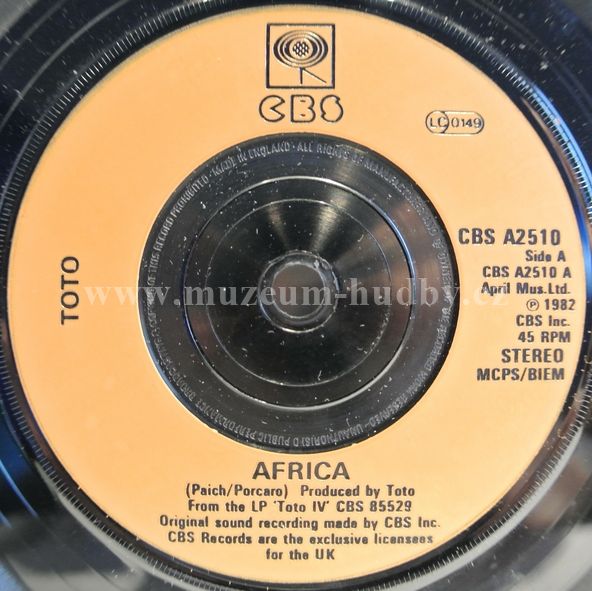 CBS
LC 0149
MADE IN ENGLAND · ALL RIGHTS OF
CBS A2510
Side A
CBS A2510 A
April Mus. Ltd.
℗ 1982
CBS Inc.
45 RPM
STEREO
MCPS/BIEM
TOTO
www.muzeum-hudby.cz
AFRICA
(Paich/Porcaro) Produced by Toto
From the LP 'Toto IV' CBS 85529
Original sound recording made by CBS Inc.
CBS Records are the exclusive licensees
for the UK